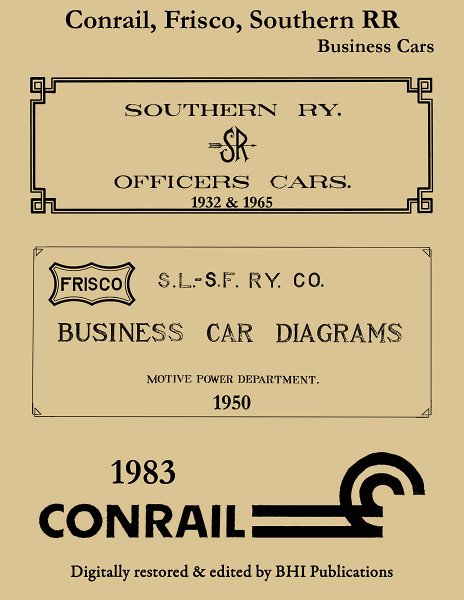 Conrail, Frisco, Southern RR
Business Cars
SOUTHERN RY.
SR
OFFICERS CARS.
1932 & 1965
FRISCO
S.L.-S.F. RY. CO.
BUSINESS CAR DIAGRAMS
MOTIVE POWER DEPARTMENT.
1950
1983
CONRAIL
Digitally restored & edited by BHI Publications